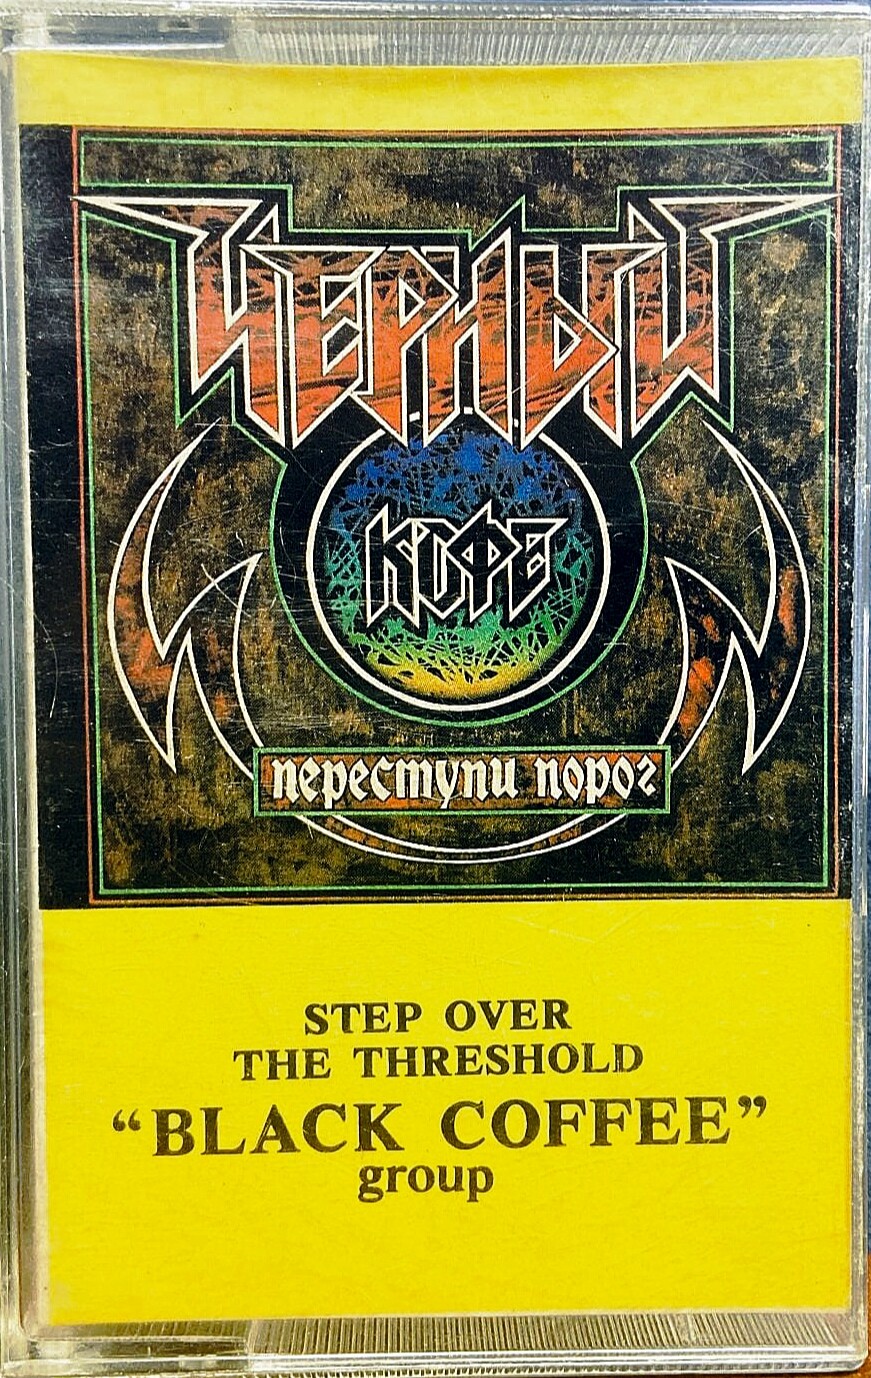 ЧЕРНЫЙ
КОФЕ
переступи порог
STEP OVER
THE THRESHOLD
“BLACK COFFEE”
group